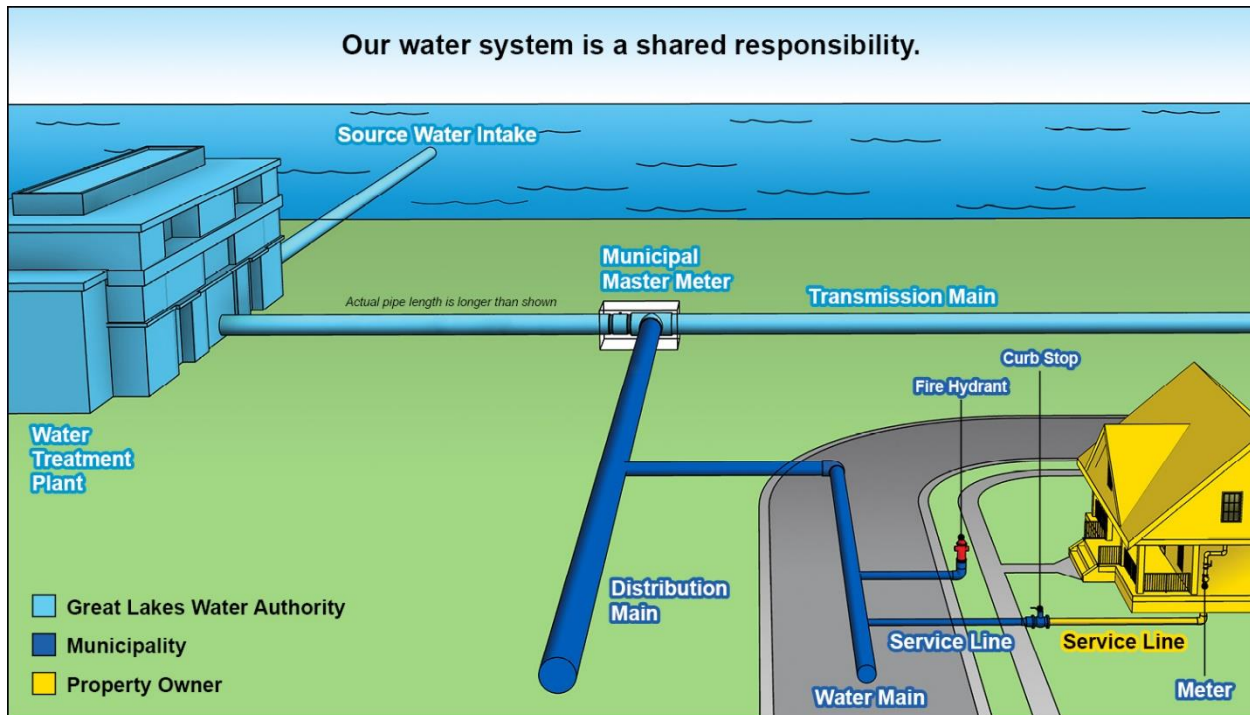 Our water system is a shared responsibility.
Source Water Intake
Municipal
Master Meter
Actual pipe length is longer than shown
Transmission Main
Curb Stop
Fire Hydrant
Water
Treatment
Plant
Distribution
Main
Service Line
Service Line
Water Main
Meter
Great Lakes Water Authority
Municipality
Property Owner